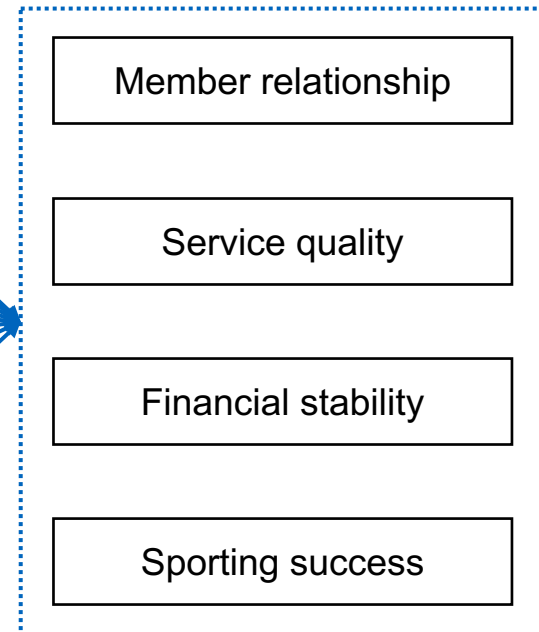 Member relationship
Service quality
Financial stability
Sporting success